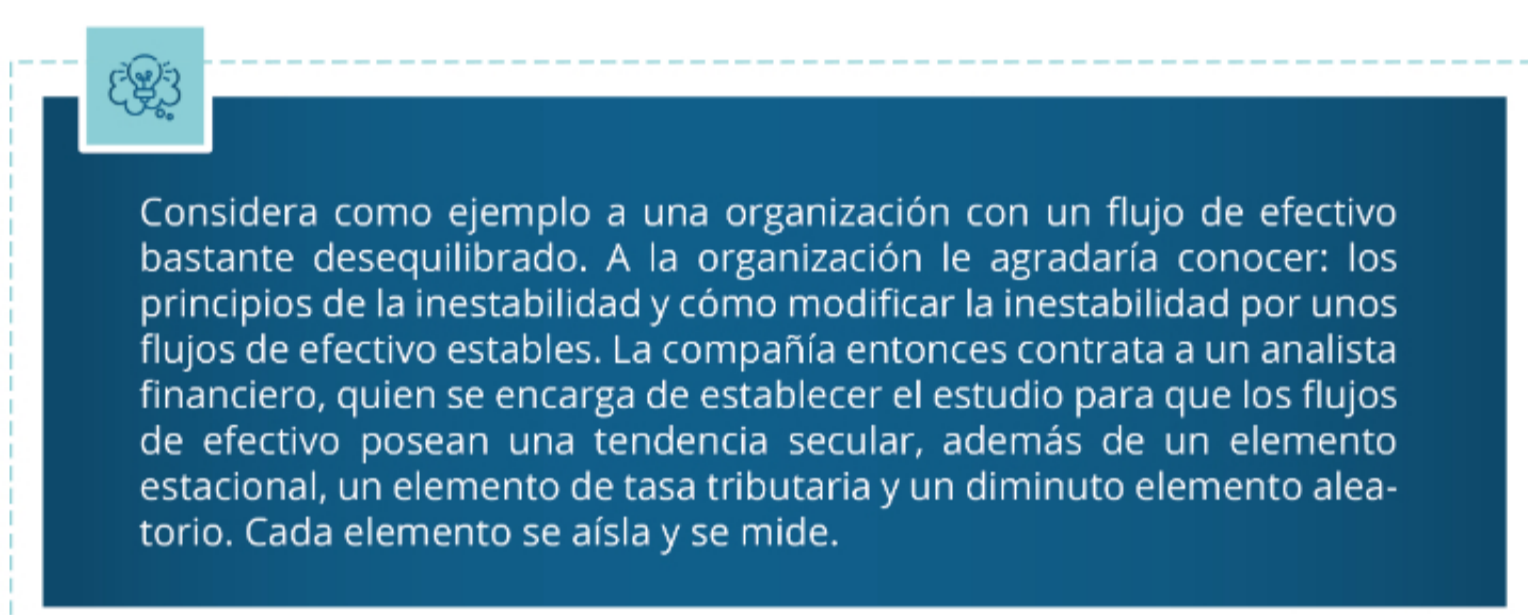 Considera como ejemplo a una organización con un flujo de efectivo
bastante desequilibrado. A la organización le agradaría conocer: los
principios de la inestabilidad y cómo modificar la inestabilidad por unos
flujos de efectivo estables. La compañía entonces contrata a un analista
financiero, quien se encarga de establecer el estudio para que los flujos
de efectivo posean una tendencia secular, además de un elemento
estacional, un elemento de tasa tributaria y un diminuto elemento alea-
torio. Cada elemento se aísla y se mide.